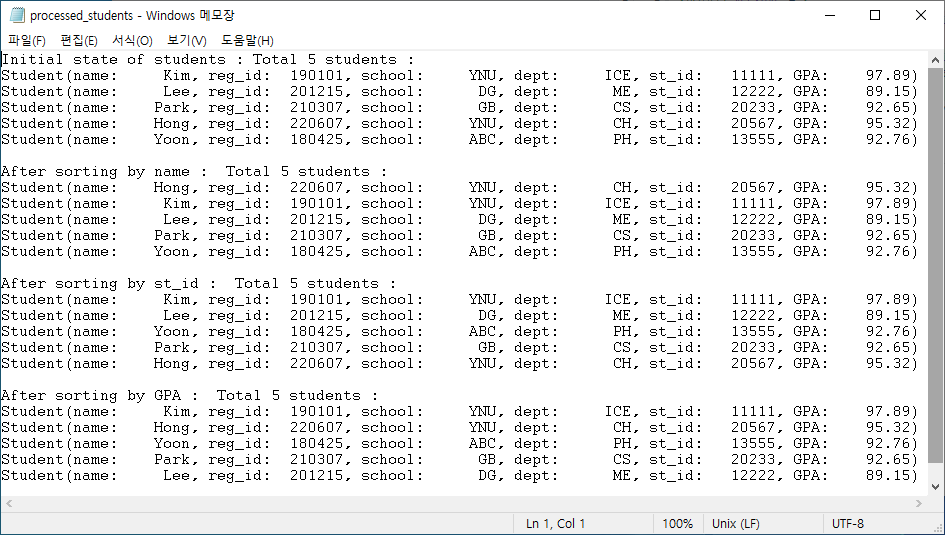 processed_students - Windows 메모장
파일(F) 편집(E) 서식(O) 보기(V) 도움말(H)
Initial state of students : Total 5 students :
Student(name:     Kim, reg_id:  190101, school:     YNU, dept:     ICE, st_id:   11111, GPA:    97.89)
Student(name:     Lee, reg_id:  201215, school:      DG, dept:      ME, st_id:   12222, GPA:    89.15)
Student(name:    Park, reg_id:  210307, school:      GB, dept:      CS, st_id:   20233, GPA:    92.65)
Student(name:    Hong, reg_id:  220607, school:     YNU, dept:      CH, st_id:   20567, GPA:    95.32)
Student(name:    Yoon, reg_id:  180425, school:     ABC, dept:      PH, st_id:   13555, GPA:    92.76)

After sorting by name :  Total 5 students :
Student(name:    Hong, reg_id:  220607, school:     YNU, dept:      CH, st_id:   20567, GPA:    95.32)
Student(name:     Kim, reg_id:  190101, school:     YNU, dept:     ICE, st_id:   11111, GPA:    97.89)
Student(name:     Lee, reg_id:  201215, school:      DG, dept:      ME, st_id:   12222, GPA:    89.15)
Student(name:    Park, reg_id:  210307, school:      GB, dept:      CS, st_id:   20233, GPA:    92.65)
Student(name:    Yoon, reg_id:  180425, school:     ABC, dept:      PH, st_id:   13555, GPA:    92.76)

After sorting by st_id :  Total 5 students :
Student(name:     Kim, reg_id:  190101, school:     YNU, dept:     ICE, st_id:   11111, GPA:    97.89)
Student(name:     Lee, reg_id:  201215, school:      DG, dept:      ME, st_id:   12222, GPA:    89.15)
Student(name:    Yoon, reg_id:  180425, school:     ABC, dept:      PH, st_id:   13555, GPA:    92.76)
Student(name:    Park, reg_id:  210307, school:      GB, dept:      CS, st_id:   20233, GPA:    92.65)
Student(name:    Hong, reg_id:  220607, school:     YNU, dept:      CH, st_id:   20567, GPA:    95.32)

After sorting by GPA :  Total 5 students :
Student(name:     Kim, reg_id:  190101, school:     YNU, dept:     ICE, st_id:   11111, GPA:    97.89)
Student(name:    Hong, reg_id:  220607, school:     YNU, dept:      CH, st_id:   20567, GPA:    95.32)
Student(name:    Yoon, reg_id:  180425, school:     ABC, dept:      PH, st_id:   13555, GPA:    92.76)
Student(name:    Park, reg_id:  210307, school:      GB, dept:      CS, st_id:   20233, GPA:    92.65)
Student(name:     Lee, reg_id:  201215, school:      DG, dept:      ME, st_id:   12222, GPA:    89.15)
Ln 1, Col 1 100% Unix (LF) UTF-8